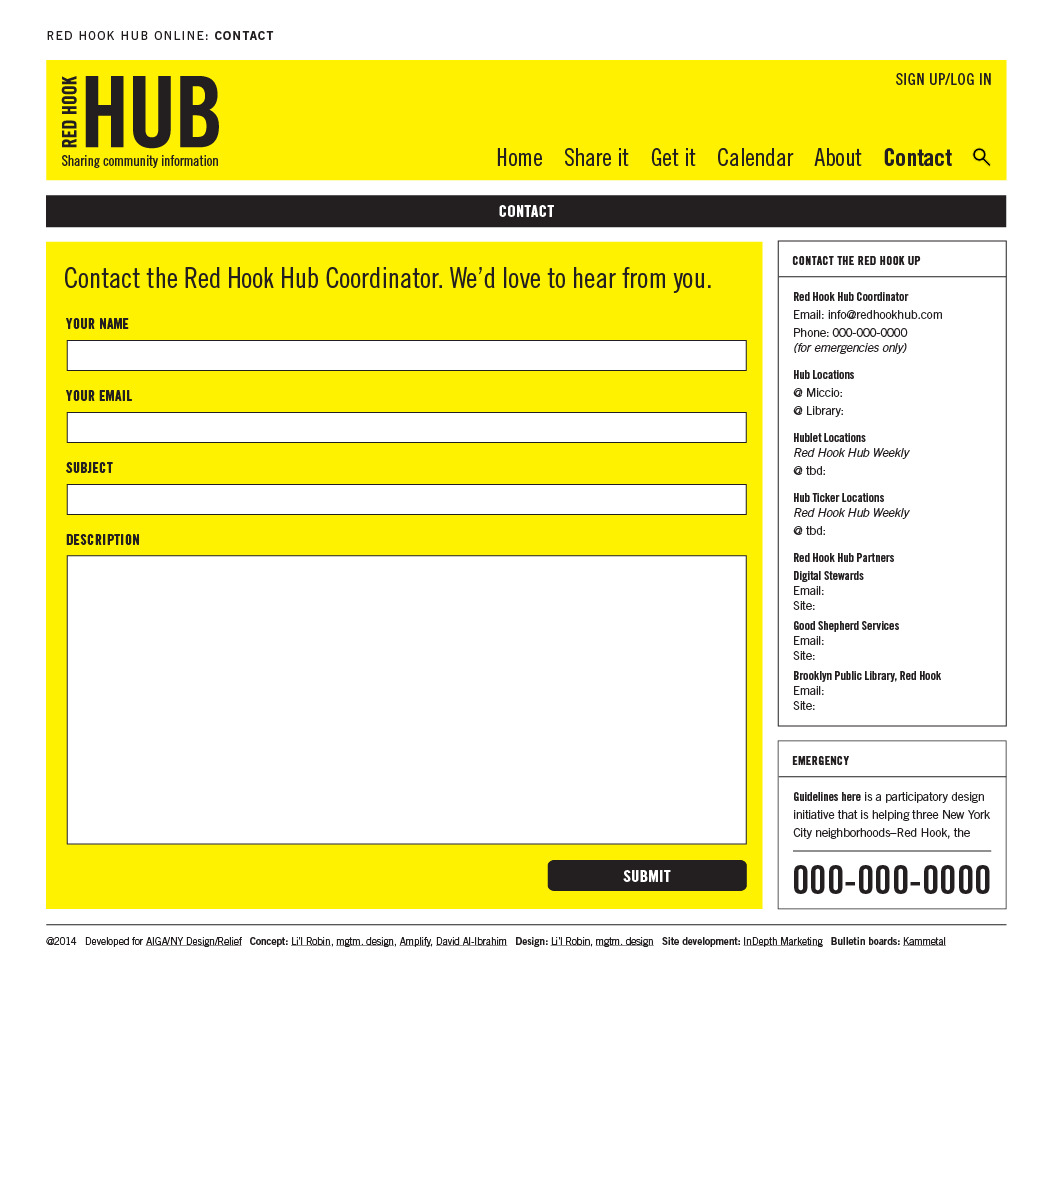 RED HOOK HUB ONLINE: CONTACT
SIGN UP/LOG IN
RED HOOK
HUB
Sharing community information
Home Share it Get it Calendar About Contact
CONTACT
Contact the Red Hook Hub Coordinator. We’d love to hear from you.
YOUR NAME
YOUR EMAIL
SUBJECT
DESCRIPTION
SUBMIT
CONTACT THE RED HOOK UP
Red Hook Hub Coordinator
Email: info@redhookhub.com
Phone: 000-000-0000
(for emergencies only)
Hub Locations
@ Miccio:
@ Library:
Hublet Locations
Red Hook Hub Weekly
@ tbd:
Hub Ticker Locations
Red Hook Hub Weekly
@ tbd:
Red Hook Hub Partners
Digital Stewards
Email:
Site:
Good Shepherd Services
Email:
Site:
Brooklyn Public Library, Red Hook
Email:
Site:
EMERGENCY
Guidelines here is a participatory design
initiative that is helping three New York
City neighborhoods–Red Hook, the
000-000-0000
@2014 Developed for AIGA/NY Design/Relief Concept: Li’l Robin, mgtm. design, Amplify, David Al-Ibrahim Design: Li’l Robin, mgtm. design Site development: InDepth Marketing Bulletin boards: Kammetal